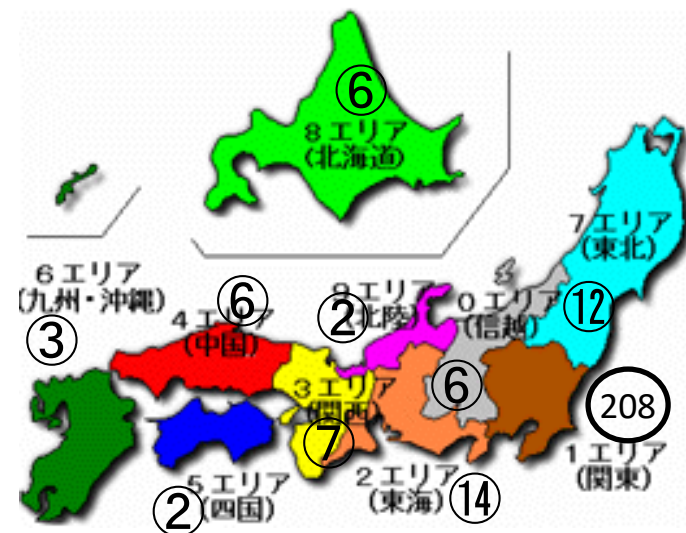 ⑥
8エリア
(北海道)
7エリア
(東北)
6エリア
(九州・沖縄)
③
⑥
4エリア
(中国)
②
9エリア
(北陸)
0エリア
(信越)
⑫
⑥
3エリア
(関西)
⑦
208
1エリア
(関東)
2エリア
(東海)
⑭
5エリア
(四国)
②